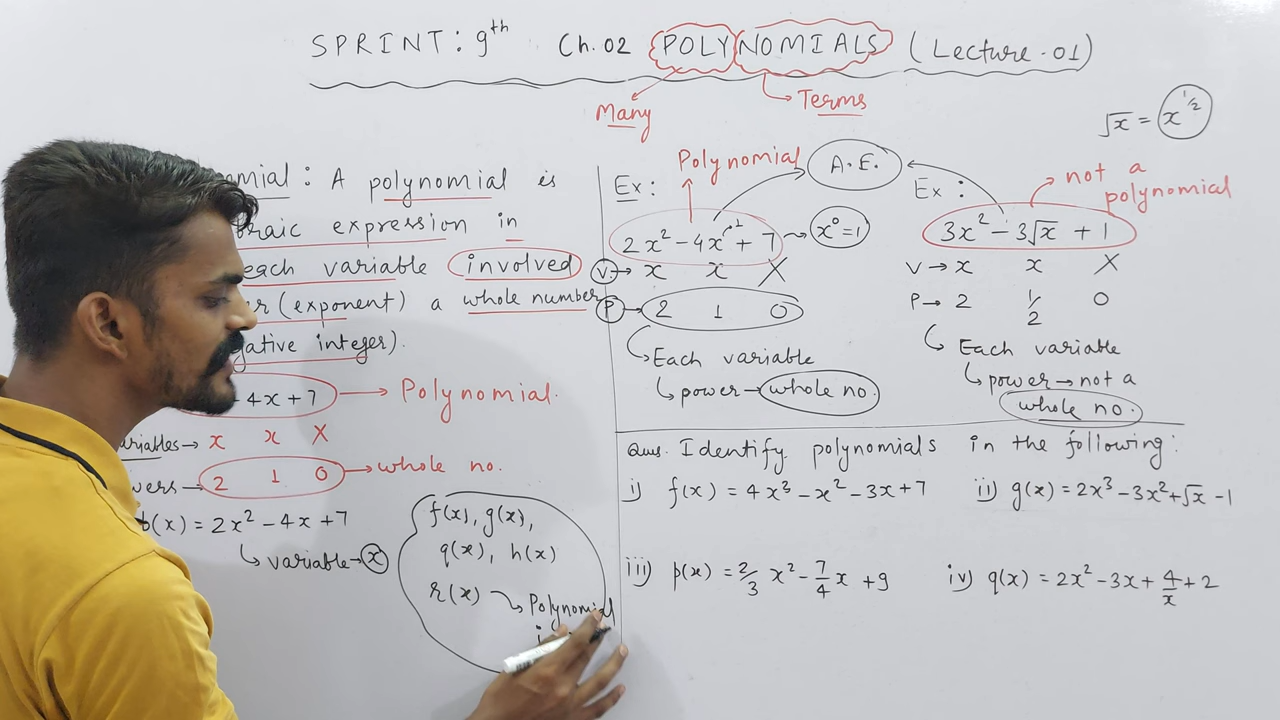 SPRINT: 9th Ch. 02 POLYNOMIALS (Lecture-01)
Many
Terms
√x = x^1/2
mial: A polynomial is
braic expression in
each variable involved
er (exponent) a whole number
gative integer).
4x + 7 → Polynomial.
ariables → x x X
wers → 2 1 0 → whole no.
p(x) = 2x² - 4x + 7
↳ variable → x
f(x), g(x),
q(x), h(x)
r(x) → Polynomial
Ex:
Polynomial
A.E.
2x² - 4x^1 + 7 → x⁰ = 1
V → x x X
P → 2 1 0
Each variable
↳ power → whole no.
Ex:
not a
polynomial
3x² - 3√x + 1
V → x x X
P → 2 1/2 0
Each variable
↳ power → not a
whole no.
Ques. Identify polynomials in the following:
i) f(x) = 4x³ - x² - 3x + 7 ii) g(x) = 2x³ - 3x² + √x - 1
iii) p(x) = 2/3 x² - 7/4 x + 9 iv) q(x) = 2x² - 3x + 4/x + 2